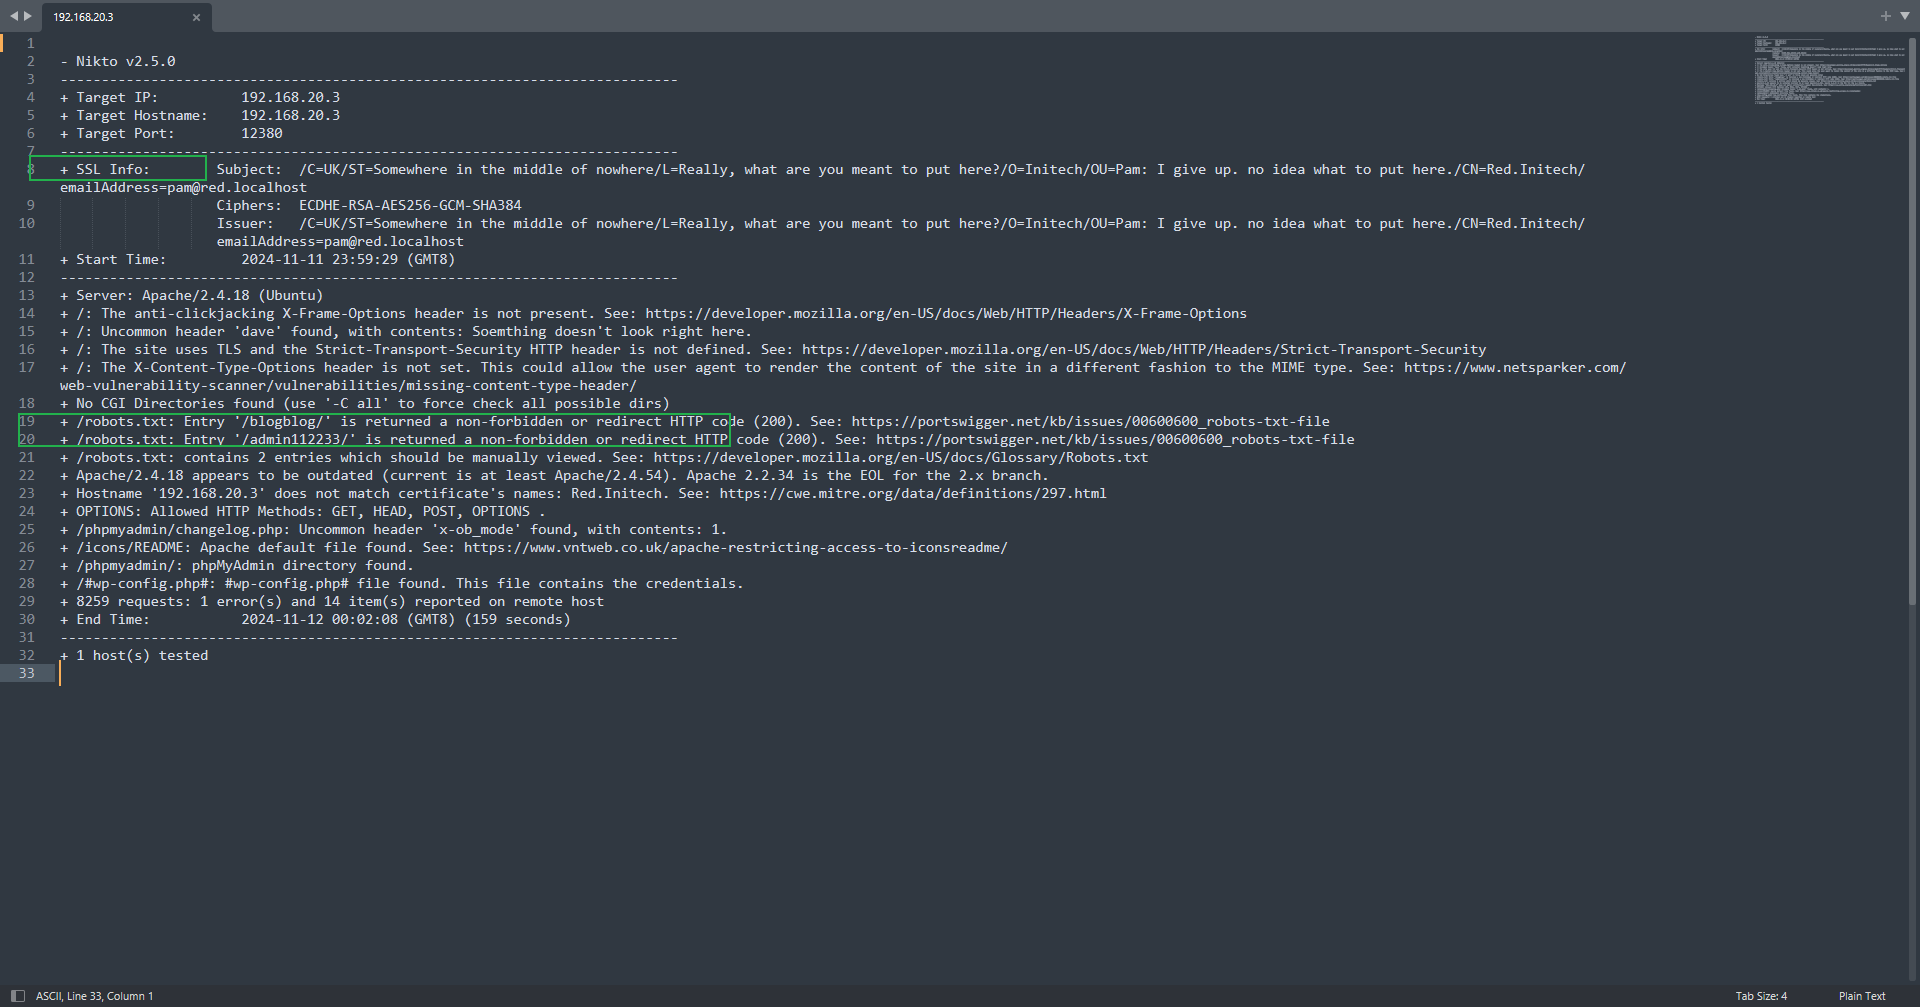 192.168.20.3
1
2 - Nikto v2.5.0
3 ---------------------------------------------------------------------------
4 + Target IP:          192.168.20.3
5 + Target Hostname:    192.168.20.3
6 + Target Port:        12380
7 ---------------------------------------------------------------------------
8 + SSL Info:        Subject:  /C=UK/ST=Somewhere in the middle of nowhere/L=Really, what are you meant to put here?/O=Initech/OU=Pam: I give up. no idea what to put here./CN=Red.Initech/
emailAddress=pam@red.localhost
9                    Ciphers:  ECDHE-RSA-AES256-GCM-SHA384
10                   Issuer:   /C=UK/ST=Somewhere in the middle of nowhere/L=Really, what are you meant to put here?/O=Initech/OU=Pam: I give up. no idea what to put here./CN=Red.Initech/
emailAddress=pam@red.localhost
11 + Start Time:         2024-11-11 23:59:29 (GMT8)
12 ---------------------------------------------------------------------------
13 + Server: Apache/2.4.18 (Ubuntu)
14 + /: The anti-clickjacking X-Frame-Options header is not present. See: https://developer.mozilla.org/en-US/docs/Web/HTTP/Headers/X-Frame-Options
15 + /: Uncommon header 'dave' found, with contents: Soemthing doesn't look right here.
16 + /: The site uses TLS and the Strict-Transport-Security HTTP header is not defined. See: https://developer.mozilla.org/en-US/docs/Web/HTTP/Headers/Strict-Transport-Security
17 + /: The X-Content-Type-Options header is not set. This could allow the user agent to render the content of the site in a different fashion to the MIME type. See: https://www.netsparker.com/
web-vulnerability-scanner/vulnerabilities/missing-content-type-header/
18 + No CGI Directories found (use '-C all' to force check all possible dirs)
19 + /robots.txt: Entry '/blogblog/' is returned a non-forbidden or redirect HTTP code (200). See: https://portswigger.net/kb/issues/00600600_robots-txt-file
20 + /robots.txt: Entry '/admin112233/' is returned a non-forbidden or redirect HTTP code (200). See: https://portswigger.net/kb/issues/00600600_robots-txt-file
21 + /robots.txt: contains 2 entries which should be manually viewed. See: https://developer.mozilla.org/en-US/docs/Glossary/Robots.txt
22 + Apache/2.4.18 appears to be outdated (current is at least Apache/2.4.54). Apache 2.2.34 is the EOL for the 2.x branch.
23 + Hostname '192.168.20.3' does not match certificate's names: Red.Initech. See: https://cwe.mitre.org/data/definitions/297.html
24 + OPTIONS: Allowed HTTP Methods: GET, HEAD, POST, OPTIONS .
25 + /phpmyadmin/changelog.php: Uncommon header 'x-ob_mode' found, with contents: 1.
26 + /icons/README: Apache default file found. See: https://www.vntweb.co.uk/apache-restricting-access-to-iconsreadme/
27 + /phpmyadmin/: phpMyAdmin directory found.
28 + /#wp-config.php#: #wp-config.php# file found. This file contains the credentials.
29 + 8259 requests: 1 error(s) and 14 item(s) reported on remote host
30 + End Time:           2024-11-12 00:02:08 (GMT8) (159 seconds)
31 ---------------------------------------------------------------------------
32 + 1 host(s) tested
33
ASCII, Line 33, Column 1
Tab Size: 4
Plain Text